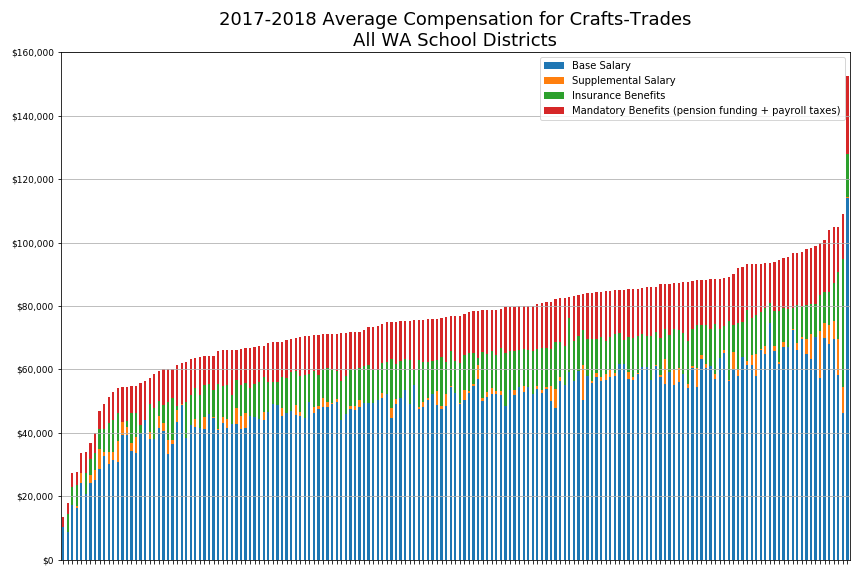 2017-2018 Average Compensation for Crafts-Trades
All WA School Districts
$160,000
$140,000
$120,000
$100,000
$80,000
$60,000
$40,000
$20,000
$0
Base Salary
Supplemental Salary
Insurance Benefits
Mandatory Benefits (pension funding + payroll taxes)